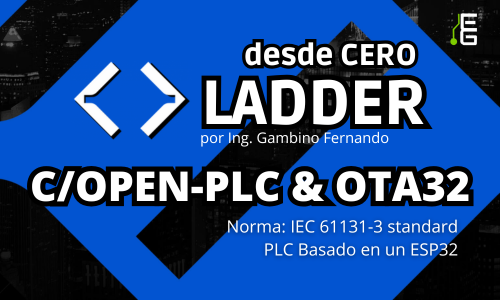 EG
desde CERO
LADDER
por Ing. Gambino Fernando
C/OPEN-PLC & OTA32
Norma: IEC 61131-3 standard
PLC Basado en un ESP32